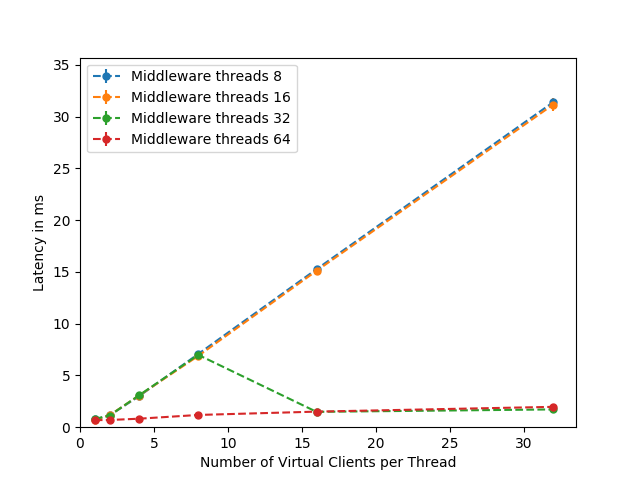 35
30
25
20
15
10
5
0
Latency in ms
Middleware threads 8
Middleware threads 16
Middleware threads 32
Middleware threads 64
0 5 10 15 20 25 30
Number of Virtual Clients per Thread